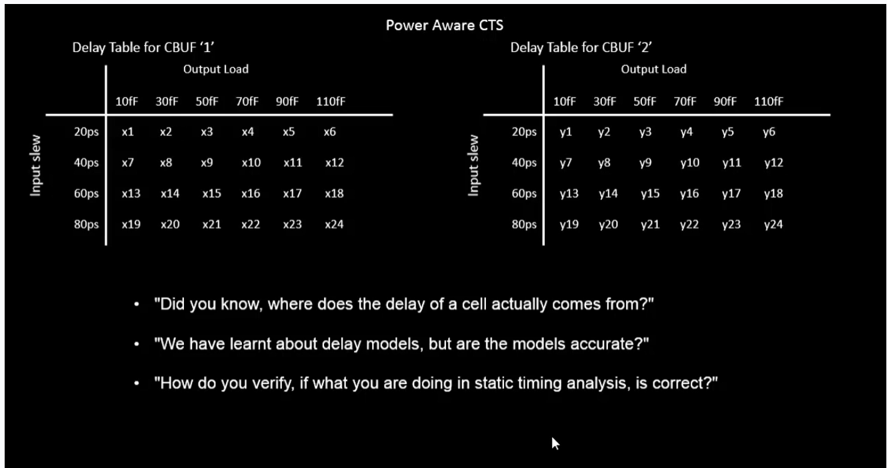 Power Aware CTS
Delay Table for CBUF ‘1’
Output Load
10fF 30fF 50fF 70fF 90fF 110fF
Input slew
20ps x1 x2 x3 x4 x5 x6
40ps x7 x8 x9 x10 x11 x12
60ps x13 x14 x15 x16 x17 x18
80ps x19 x20 x21 x22 x23 x24
Delay Table for CBUF ‘2’
Output Load
10fF 30fF 50fF 70fF 90fF 110fF
Input slew
20ps y1 y2 y3 y4 y5 y6
40ps y7 y8 y9 y10 y11 y12
60ps y13 y14 y15 y16 y17 y18
80ps y19 y20 y21 y22 y23 y24
• "Did you know, where does the delay of a cell actually comes from?"
• "We have learnt about delay models, but are the models accurate?"
• "How do you verify, if what you are doing in static timing analysis, is correct?"